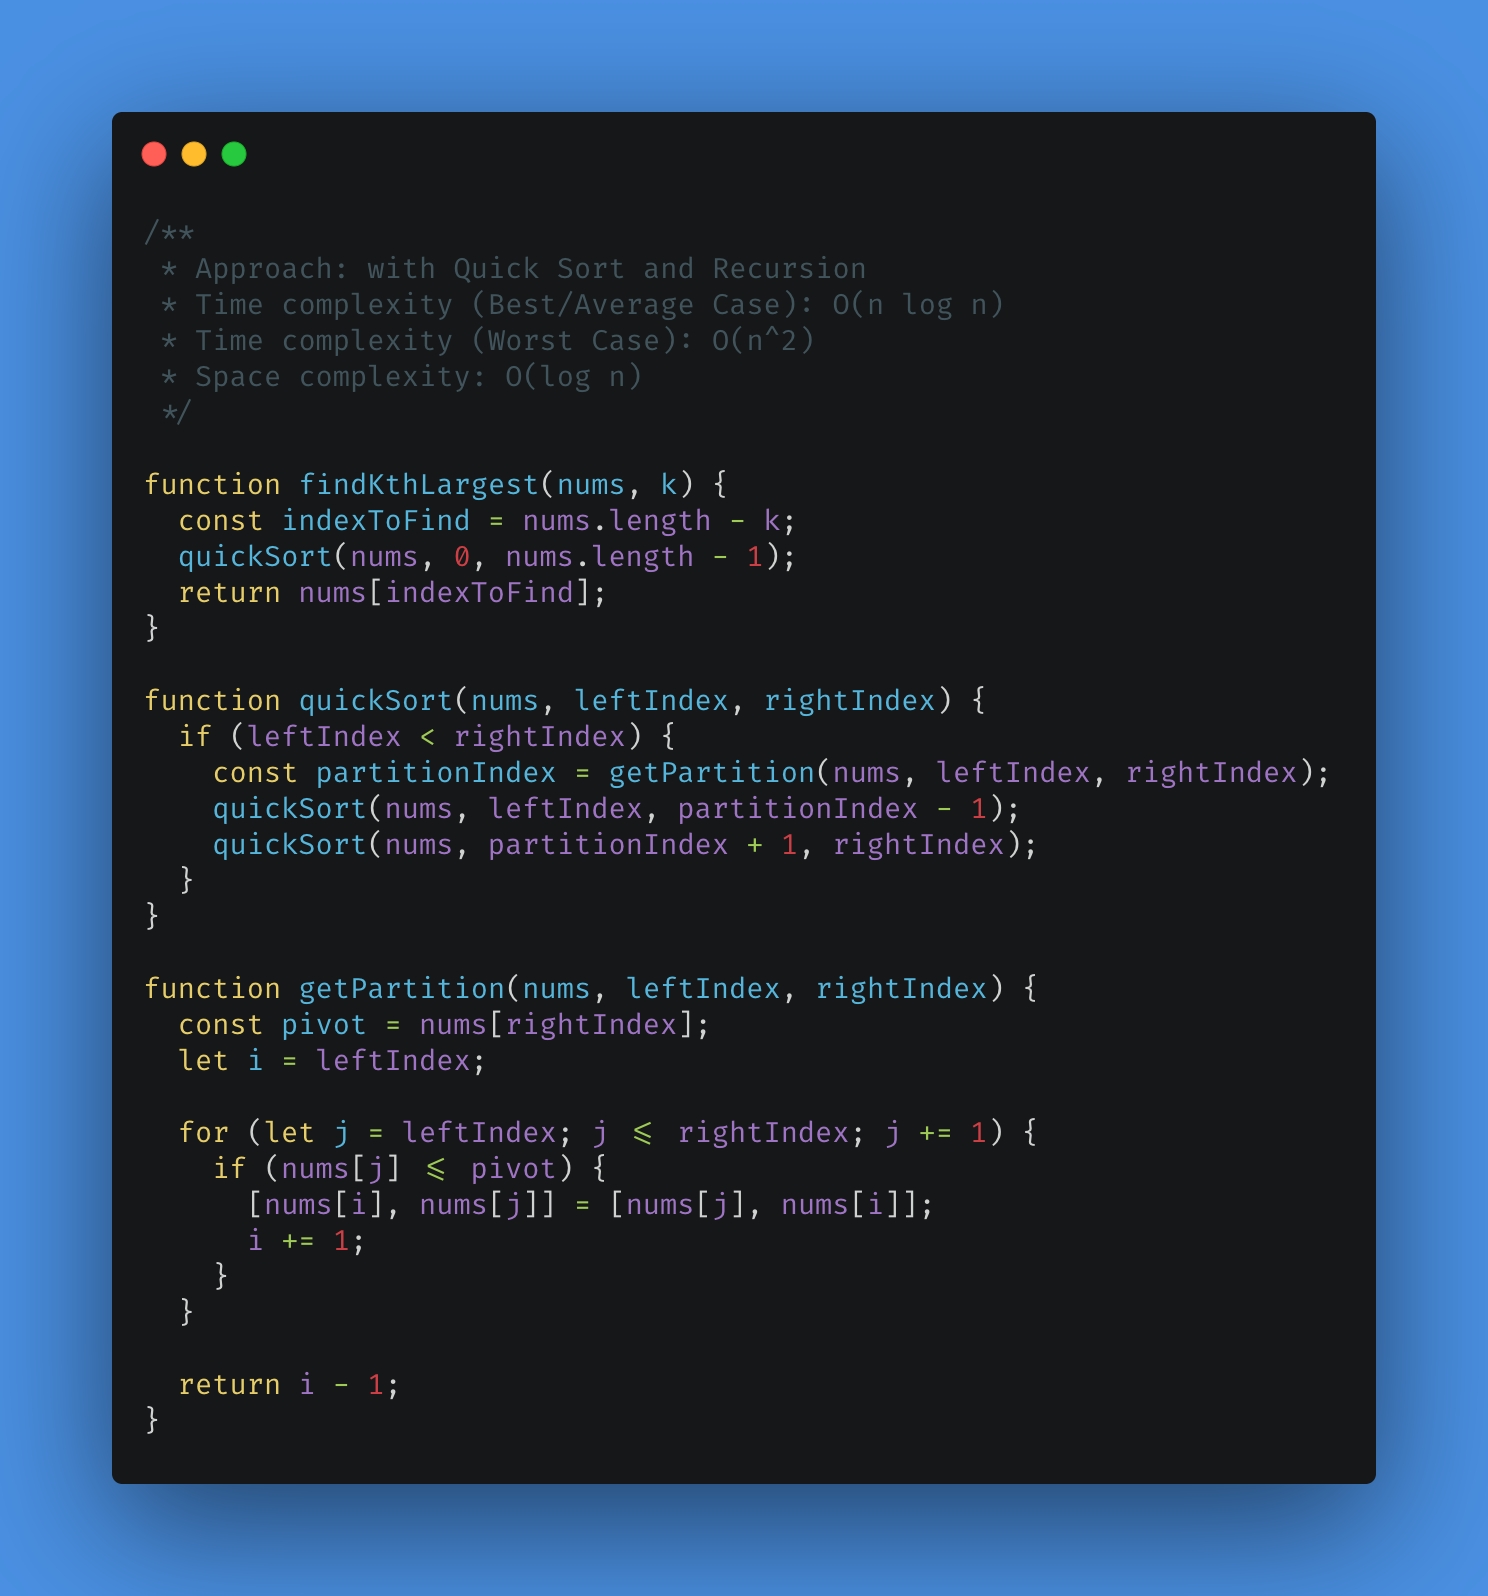 /**
 * Approach: with Quick Sort and Recursion
 * Time complexity (Best/Average Case): O(n log n)
 * Time complexity (Worst Case): O(n^2)
 * Space complexity: O(log n)
 */

function findKthLargest(nums, k) {
  const indexToFind = nums.length - k;
  quickSort(nums, 0, nums.length - 1);
  return nums[indexToFind];
}

function quickSort(nums, leftIndex, rightIndex) {
  if (leftIndex < rightIndex) {
    const partitionIndex = getPartition(nums, leftIndex, rightIndex);
    quickSort(nums, leftIndex, partitionIndex - 1);
    quickSort(nums, partitionIndex + 1, rightIndex);
  }
}

function getPartition(nums, leftIndex, rightIndex) {
  const pivot = nums[rightIndex];
  let i = leftIndex;

  for (let j = leftIndex; j <= rightIndex; j += 1) {
    if (nums[j] <= pivot) {
      [nums[i], nums[j]] = [nums[j], nums[i]];
      i += 1;
    }
  }

  return i - 1;
}